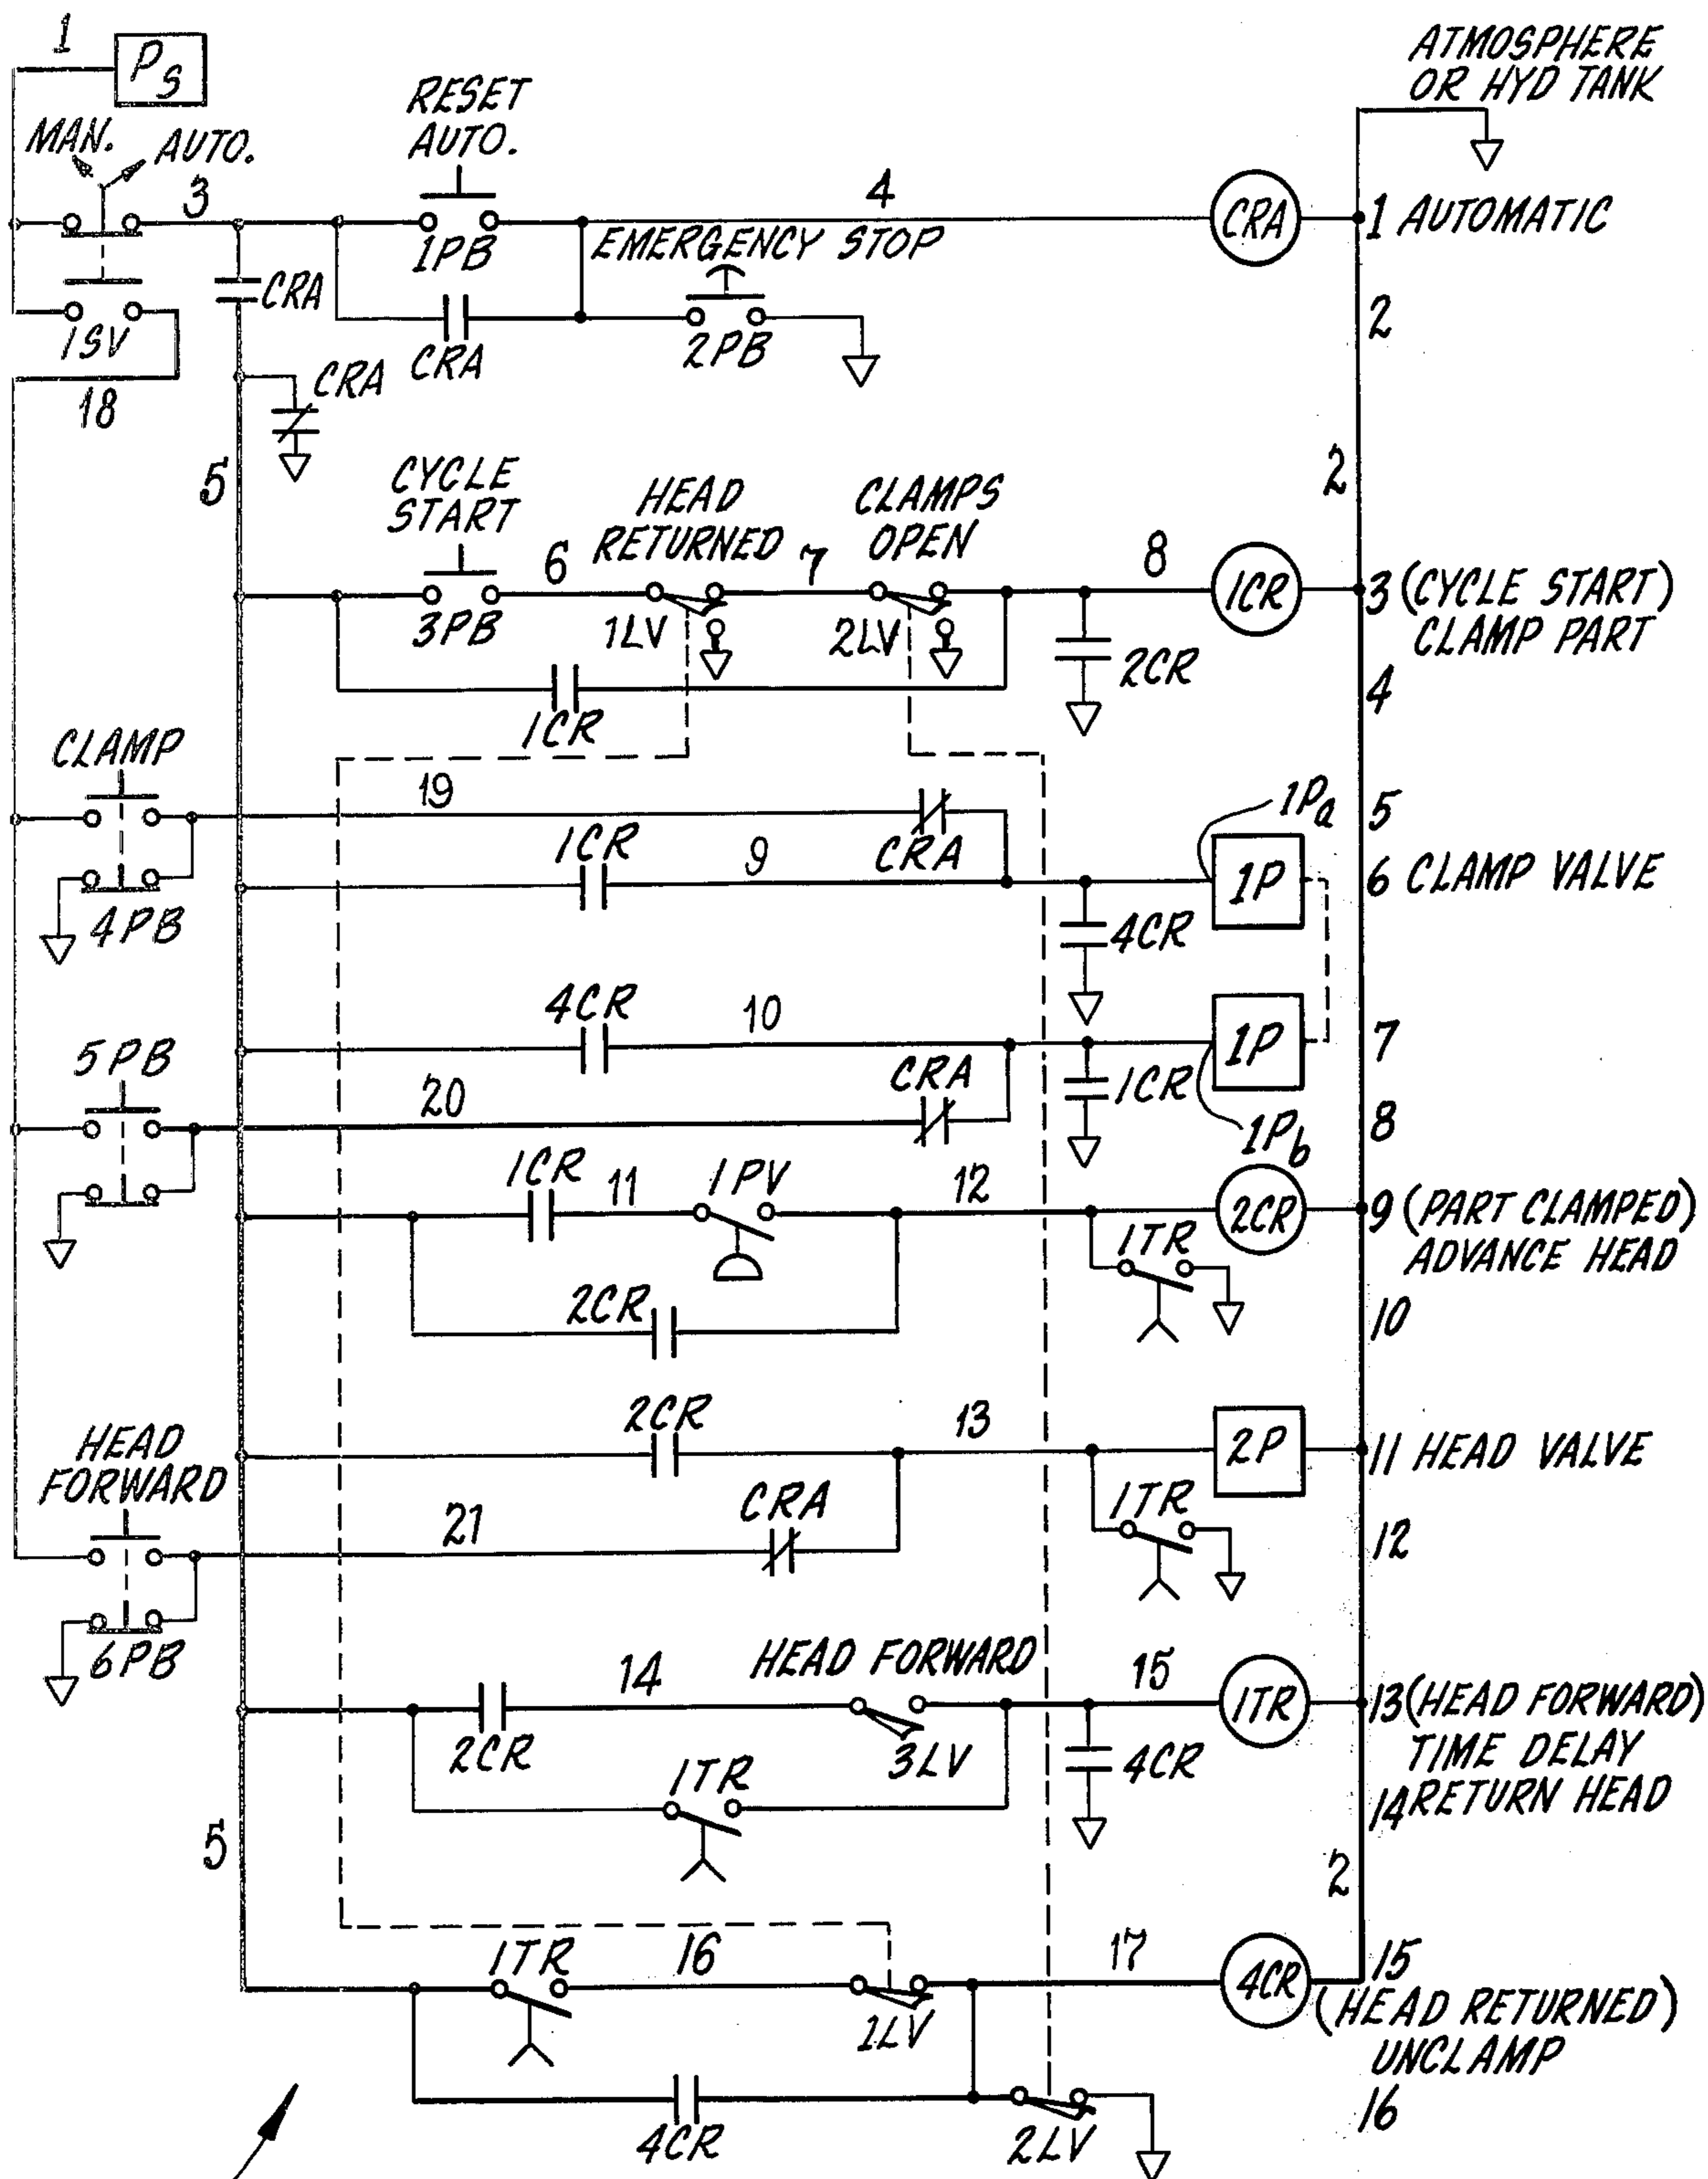 1
PS
ATMOSPHERE
OR HYD TANK
MAN.
AUTO.
RESET
AUTO.
3
4
CRA
1 AUTOMATIC
1PB
EMERGENCY STOP
CRA
2
1SV
CRA
2PB
18
CRA
5
2
CYCLE
START
HEAD
RETURNED
CLAMPS
OPEN
6
7
8
1CR
3 (CYCLE START)
CLAMP PART
3PB
1LV
2LV
2CR
4
1CR
CLAMP
19
1Pa
5
1CR
9
CRA
1P
6 CLAMP VALVE
4PB
4CR
4CR
10
1P
7
5PB
20
CRA
1CR
8
1Pb
1CR
11
1PV
12
2CR
9 (PART CLAMPED)
ADVANCE HEAD
1TR
2CR
10
2CR
13
2P
11 HEAD VALVE
HEAD
FORWARD
21
CRA
1TR
12
6PB
14
HEAD FORWARD
15
1TR
13 (HEAD FORWARD)
TIME DELAY
14 RETURN HEAD
2CR
3LV
4CR
1TR
5
2
1TR
16
17
4CR
15
(HEAD RETURNED)
UNCLAMP
1LV
16
4CR
2LV